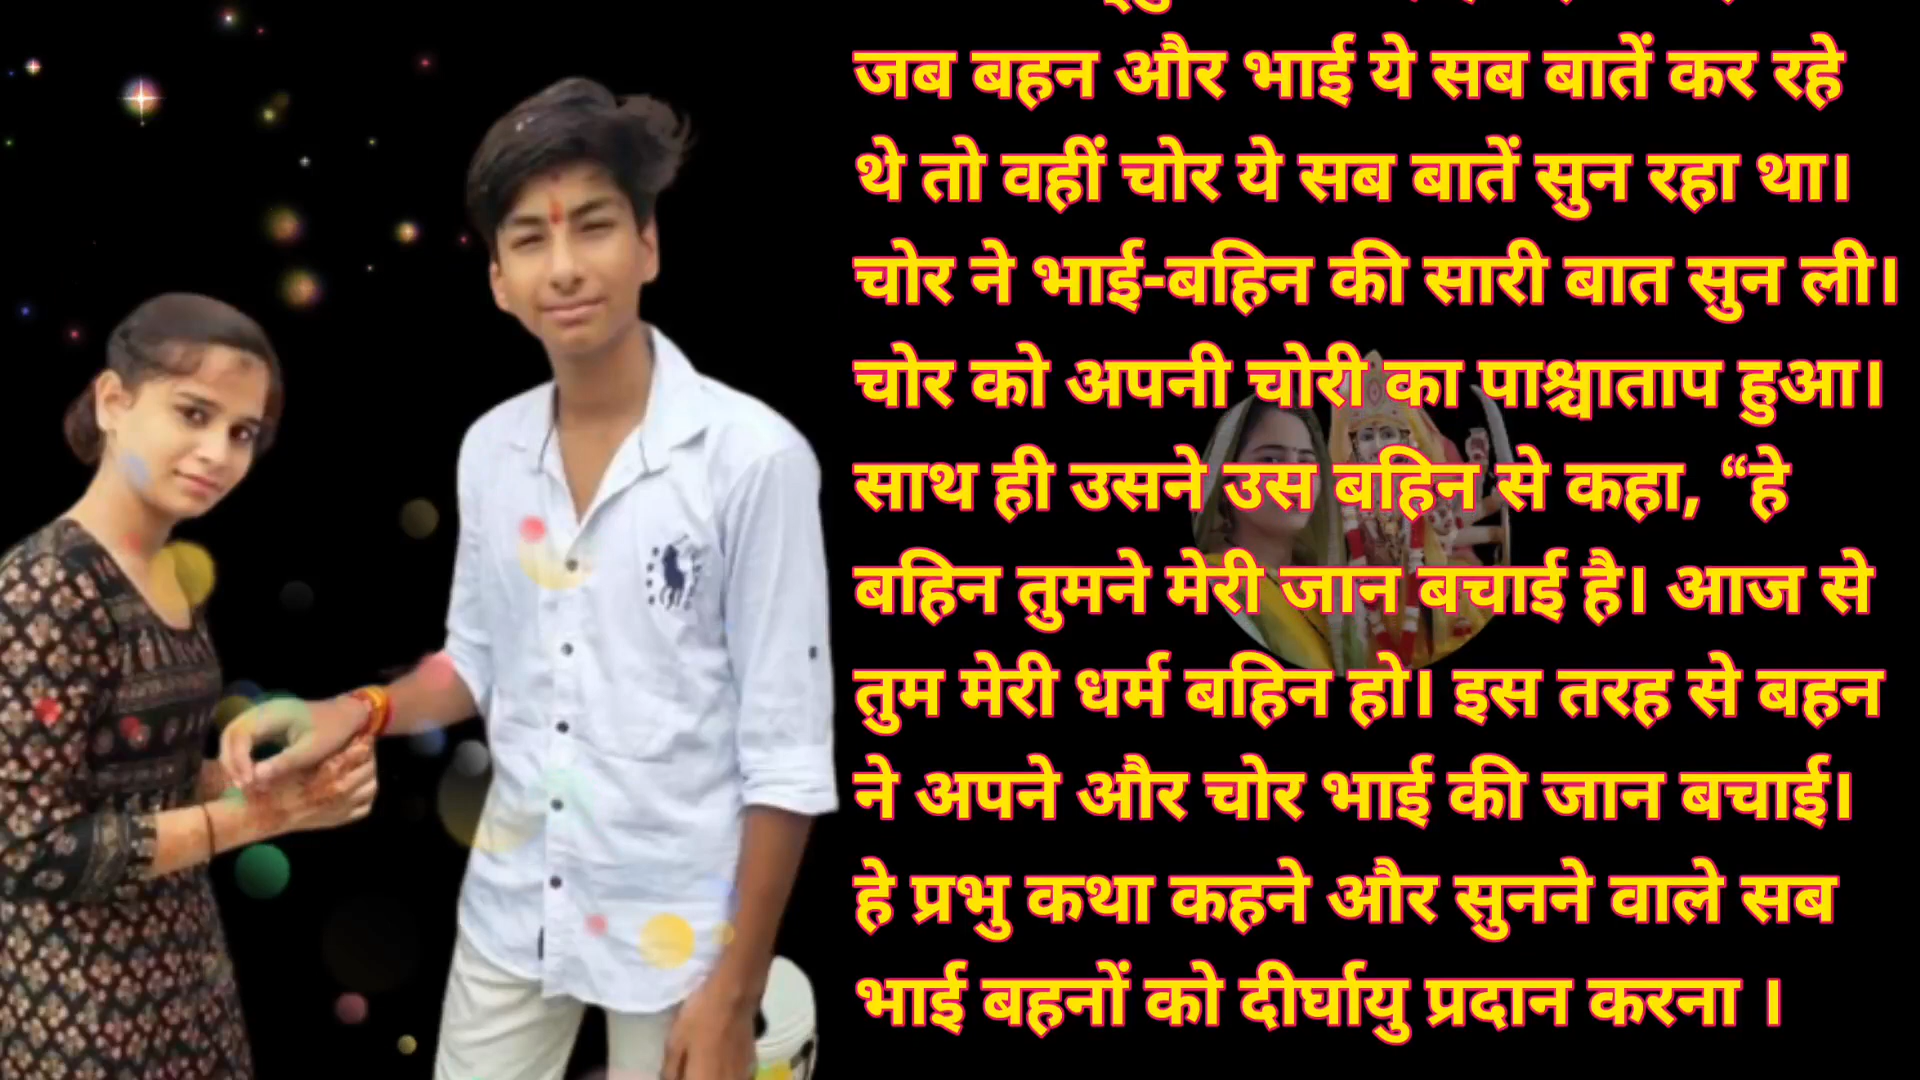 जब बहन और भाई ये सब बातें कर रहे
थे तो वहीं चोर ये सब बातें सुन रहा था।
चोर ने भाई-बहिन की सारी बात सुन ली।
चोर को अपनी चोरी का पाश्चाताप हुआ।
साथ ही उसने उस बहिन से कहा, “हे
बहिन तुमने मेरी जान बचाई है। आज से
तुम मेरी धर्म बहिन हो। इस तरह से बहन
ने अपने और चोर भाई की जान बचाई।
हे प्रभु कथा कहने और सुनने वाले सब
भाई बहनों को दीर्घायु प्रदान करना ।